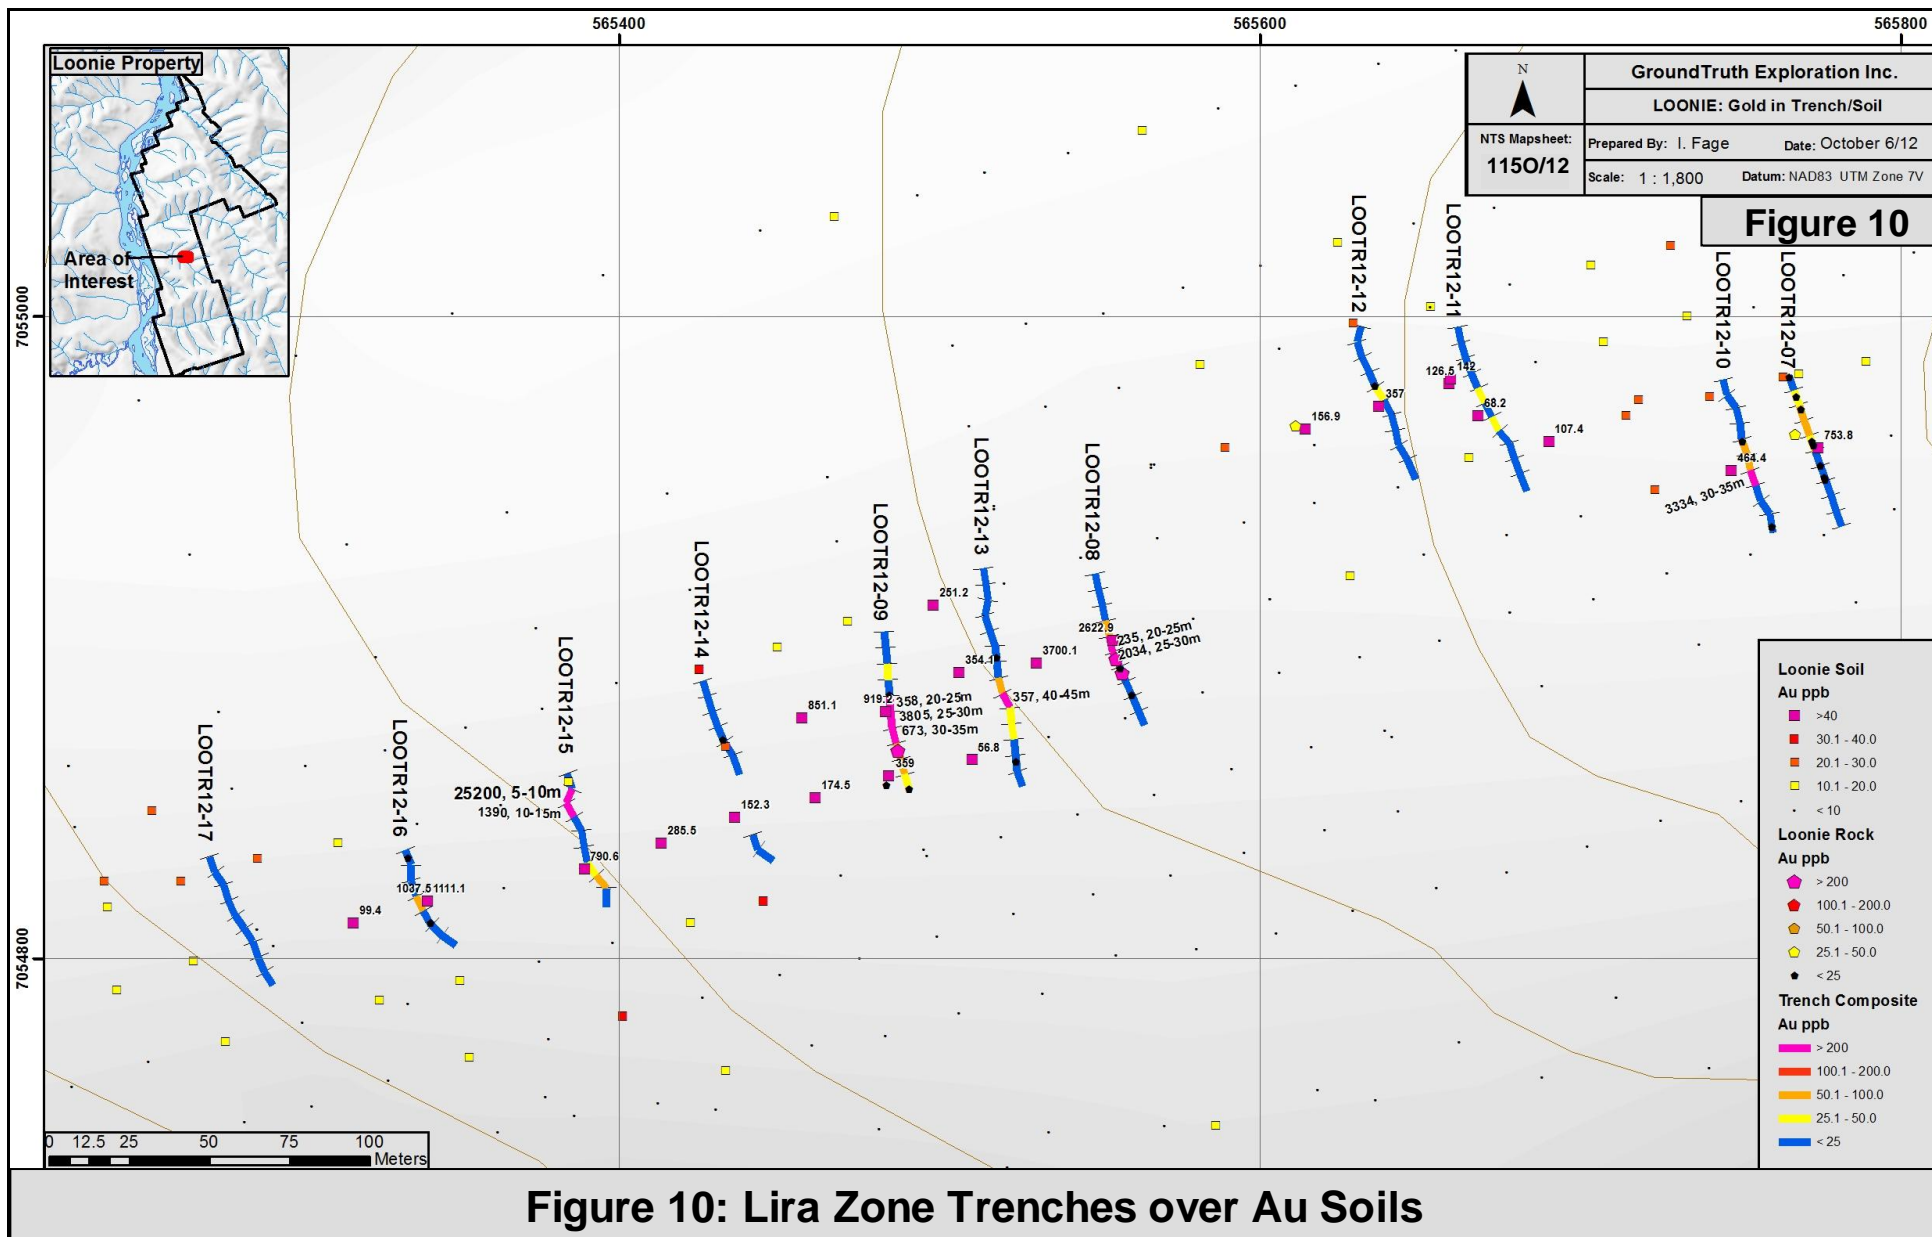 565400
565600
565800
7055000
7054800
Loonie Property
Area of
Interest
N
NTS Mapsheet:
115O/12
GroundTruth Exploration Inc.
LOONIE: Gold in Trench/Soil
Prepared By: I. Fage
Date: October 6/12
Scale: 1 : 1,800
Datum: NAD83 UTM Zone 7V
Figure 10
LOOTR12-12
LOOTR12-11
LOOTR12-10
LOOTR12-07
LOOTR12-13
LOOTR12-08
LOOTR12-09
LOOTR12-14
LOOTR12-15
LOOTR12-16
LOOTR12-17
126.5
142
357
68.2
156.9
107.4
753.8
464.4
3334, 30-35m
251.2
2622.9
235, 20-25m
2034, 25-30m
3700.1
354.1
357, 40-45m
919.2
358, 20-25m
3805, 25-30m
673, 30-35m
851.1
56.8
359
174.5
152.3
285.5
25200, 5-10m
1390, 10-15m
790.6
1037.5
1111.1
99.4
Loonie Soil
Au ppb
>40
30.1 - 40.0
20.1 - 30.0
10.1 - 20.0
< 10
Loonie Rock
Au ppb
> 200
100.1 - 200.0
50.1 - 100.0
25.1 - 50.0
< 25
Trench Composite
Au ppb
> 200
100.1 - 200.0
50.1 - 100.0
25.1 - 50.0
< 25
0 12.5 25 50 75 100
Meters
Figure 10: Lira Zone Trenches over Au Soils